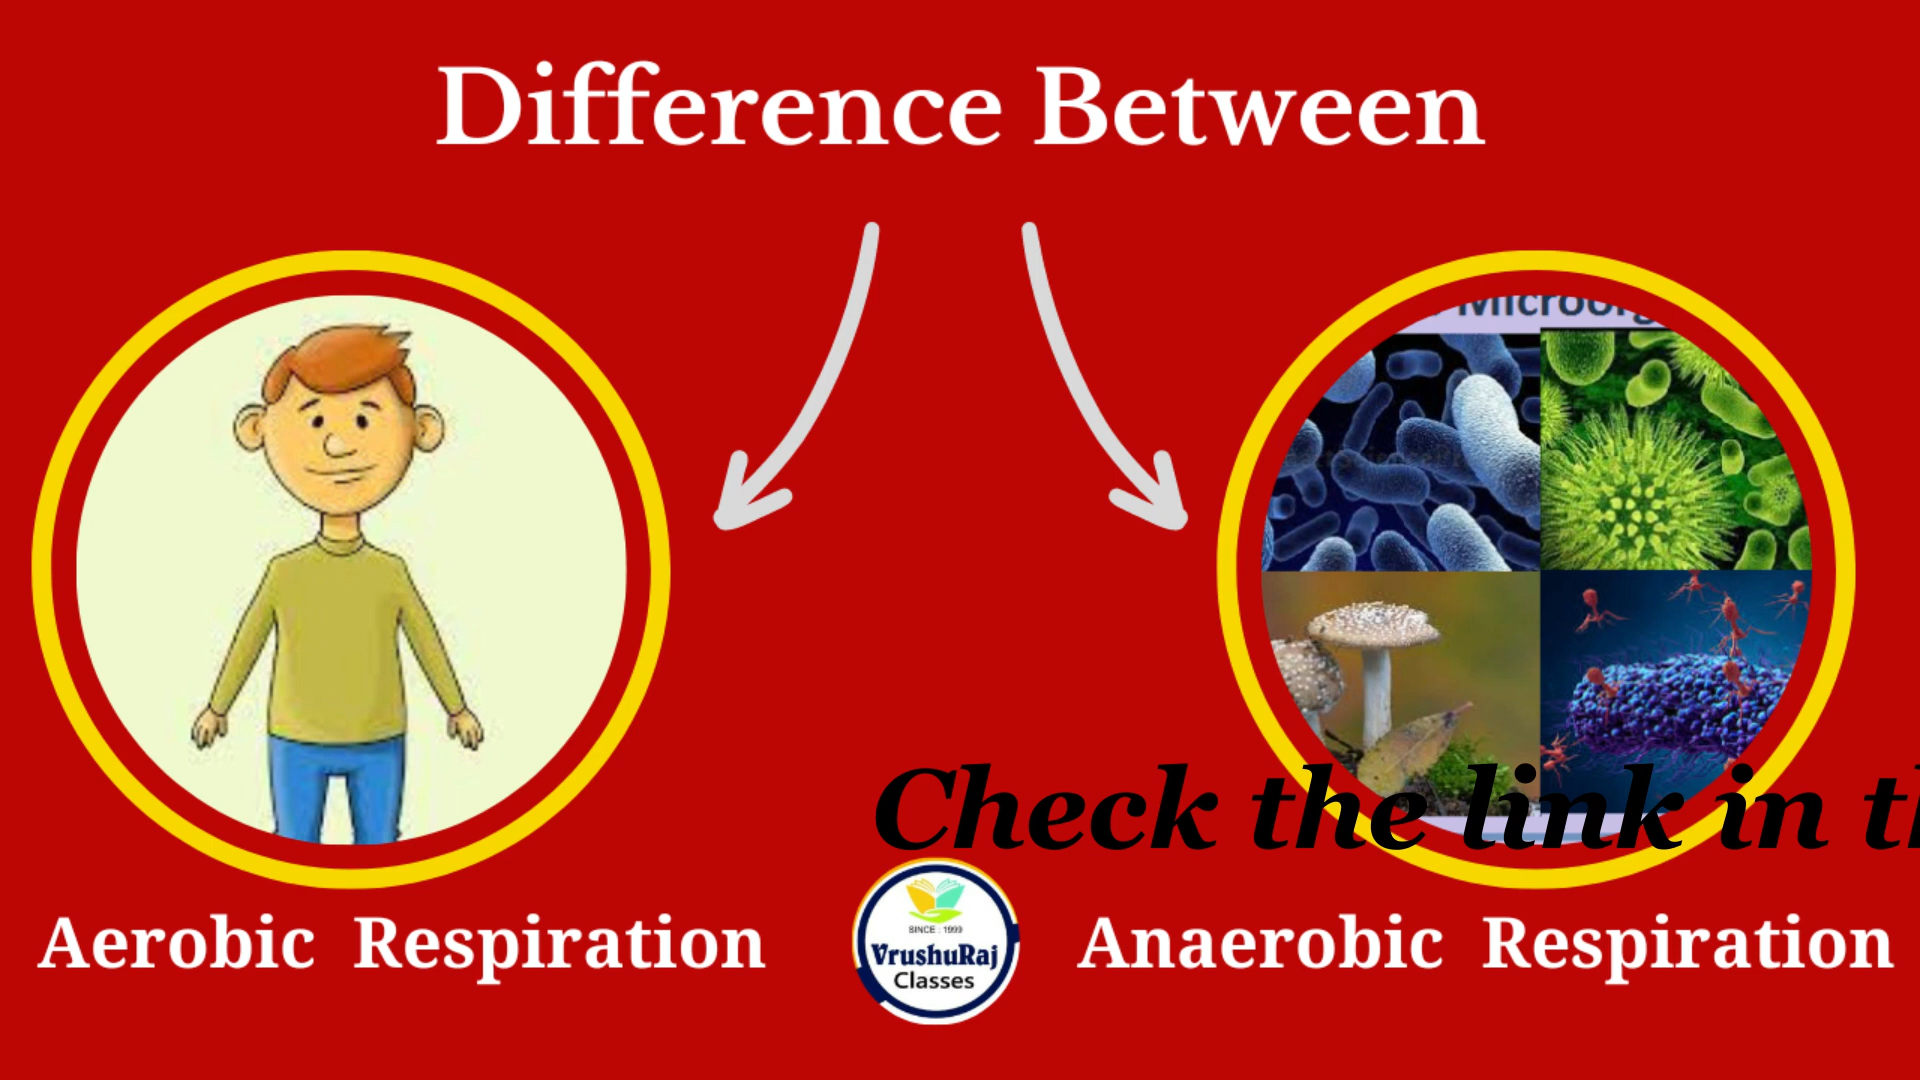 Difference Between
Check the link in
SINCE : 1999
VrushuRaj
Classes
Aerobic Respiration
Anaerobic Respiration